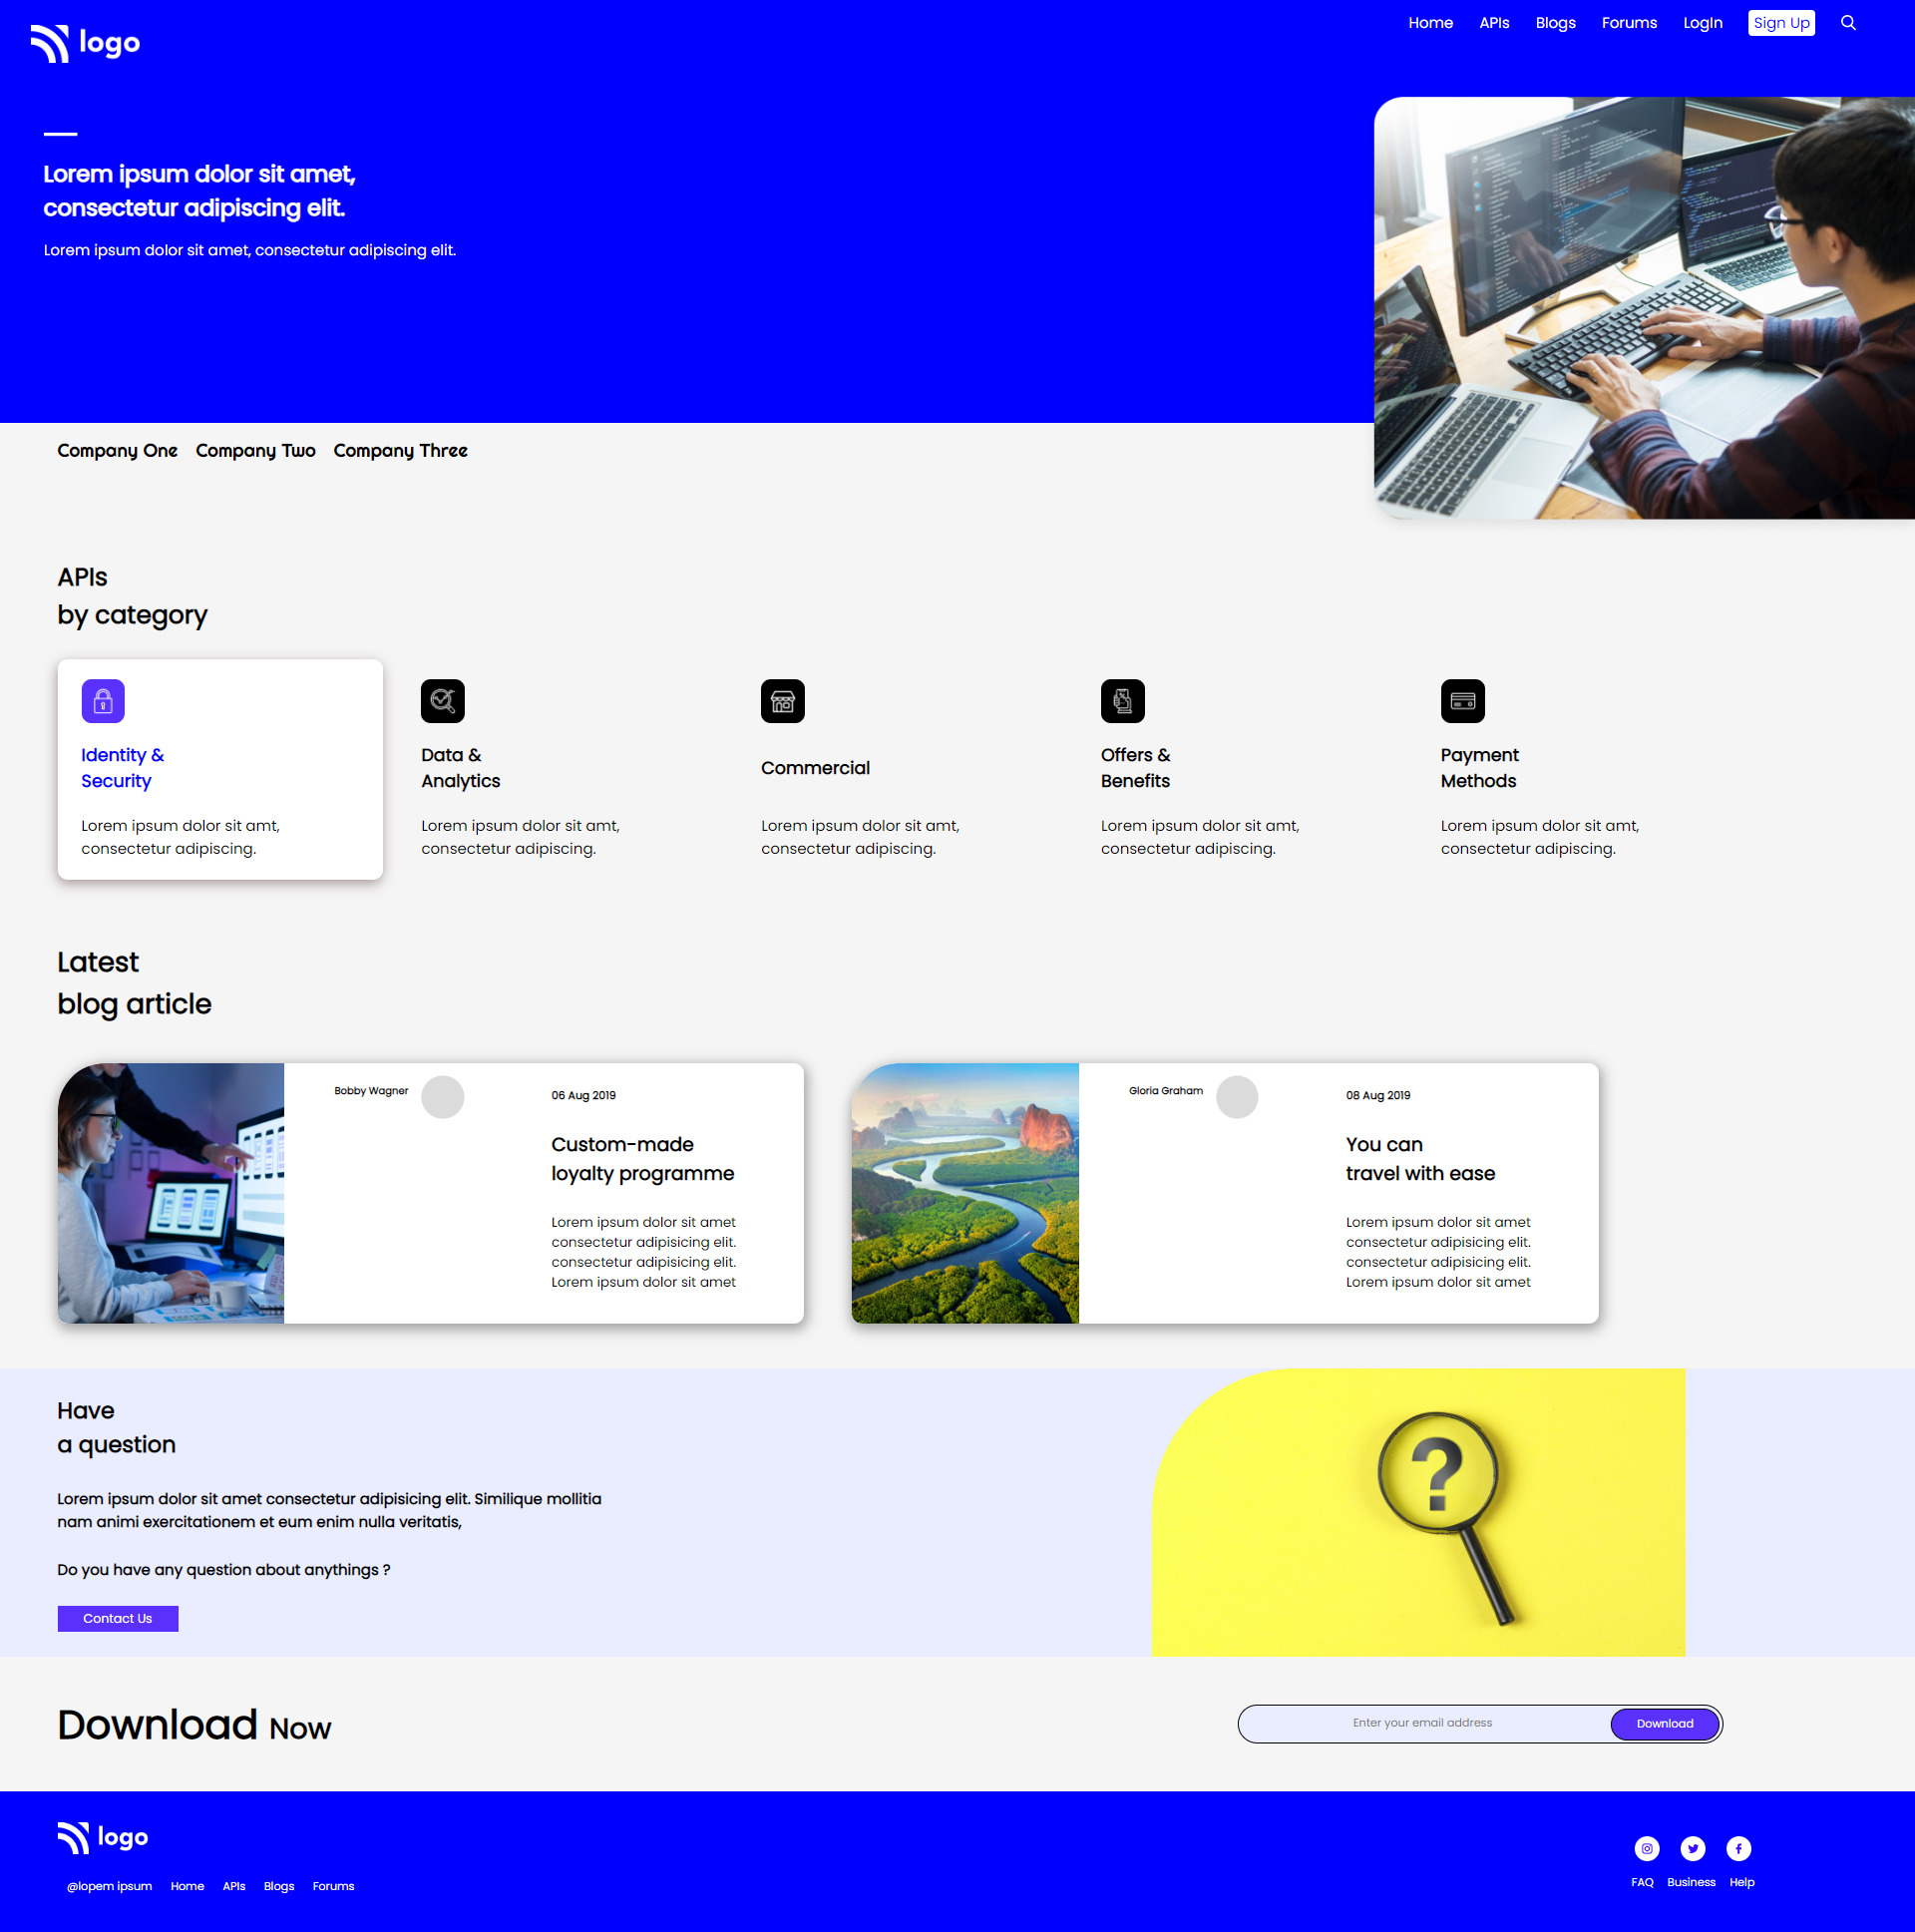 logo
Home APIs Blogs Forums LogIn Sign Up
Lorem ipsum dolor sit amet,
consectetur adipiscing elit.
Lorem ipsum dolor sit amet, consectetur adipiscing elit.
Company One Company Two Company Three
APIs
by category
Identity &
Security
Lorem ipsum dolor sit amt,
consectetur adipiscing.
Data &
Analytics
Lorem ipsum dolor sit amt,
consectetur adipiscing.
Commercial
Lorem ipsum dolor sit amt,
consectetur adipiscing.
Offers &
Benefits
Lorem ipsum dolor sit amt,
consectetur adipiscing.
Payment
Methods
Lorem ipsum dolor sit amt,
consectetur adipiscing.
Latest
blog article
Bobby Wagner
06 Aug 2019
Custom-made
loyalty programme
Lorem ipsum dolor sit amet
consectetur adipisicing elit.
consectetur adipisicing elit.
Lorem ipsum dolor sit amet
Gloria Graham
08 Aug 2019
You can
travel with ease
Lorem ipsum dolor sit amet
consectetur adipisicing elit.
consectetur adipisicing elit.
Lorem ipsum dolor sit amet
Have
a question
Lorem ipsum dolor sit amet consectetur adipisicing elit. Similique mollitia
nam animi exercitationem et eum enim nulla veritatis,
Do you have any question about anythings ?
Contact Us
?
Download Now
Enter your email address
Download
logo
@lopem ipsum Home APIs Blogs Forums
FAQ Business Help